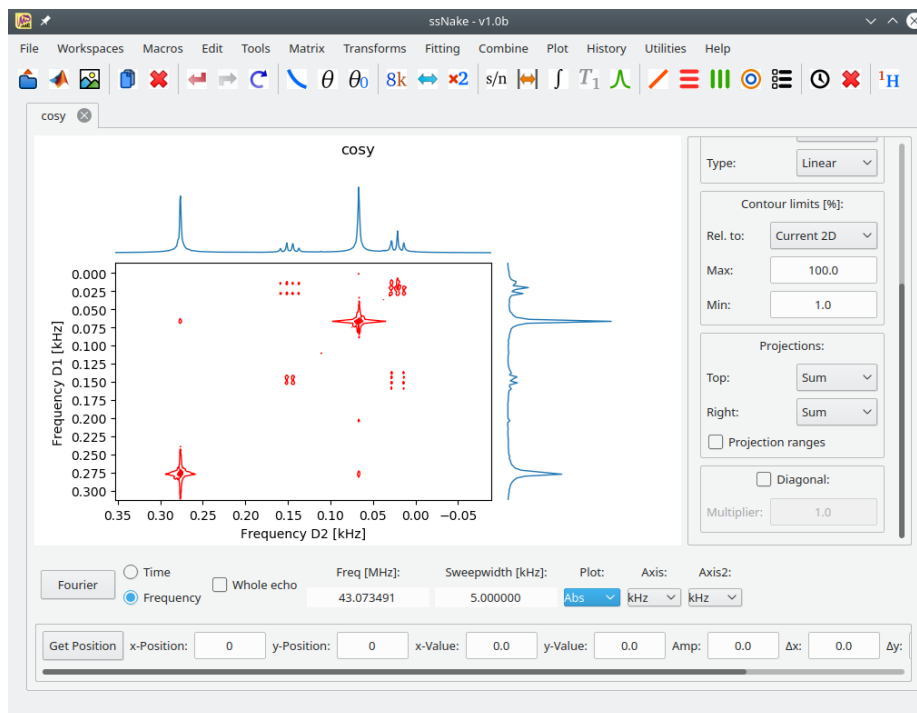 ssNake - v1.0b
File Workspaces Macros Edit Tools Matrix Transforms Fitting Combine Plot History Utilities Help
θ θ0 8k ×2 s/n ∫ T1 1H
cosy
cosy
Type: Linear
Contour limits [%]:
Rel. to: Current 2D
Max: 100.0
Min: 1.0
Projections:
Top: Sum
Right: Sum
Projection ranges
Diagonal:
Multiplier: 1.0
0.000
0.025
0.050
0.075
0.100
0.125
0.150
0.175
0.200
0.225
0.250
0.275
0.300
Frequency D1 [kHz]
0.35 0.30 0.25 0.20 0.15 0.10 0.05 0.00 −0.05
Frequency D2 [kHz]
Fourier
Time
Frequency
Whole echo
Freq [MHz]: Sweepwidth [kHz]: Plot: Axis: Axis2:
43.073491 5.000000 Abs kHz kHz
Get Position x-Position: 0 y-Position: 0 x-Value: 0.0 y-Value: 0.0 Amp: 0.0 Δx: 0.0 Δy: